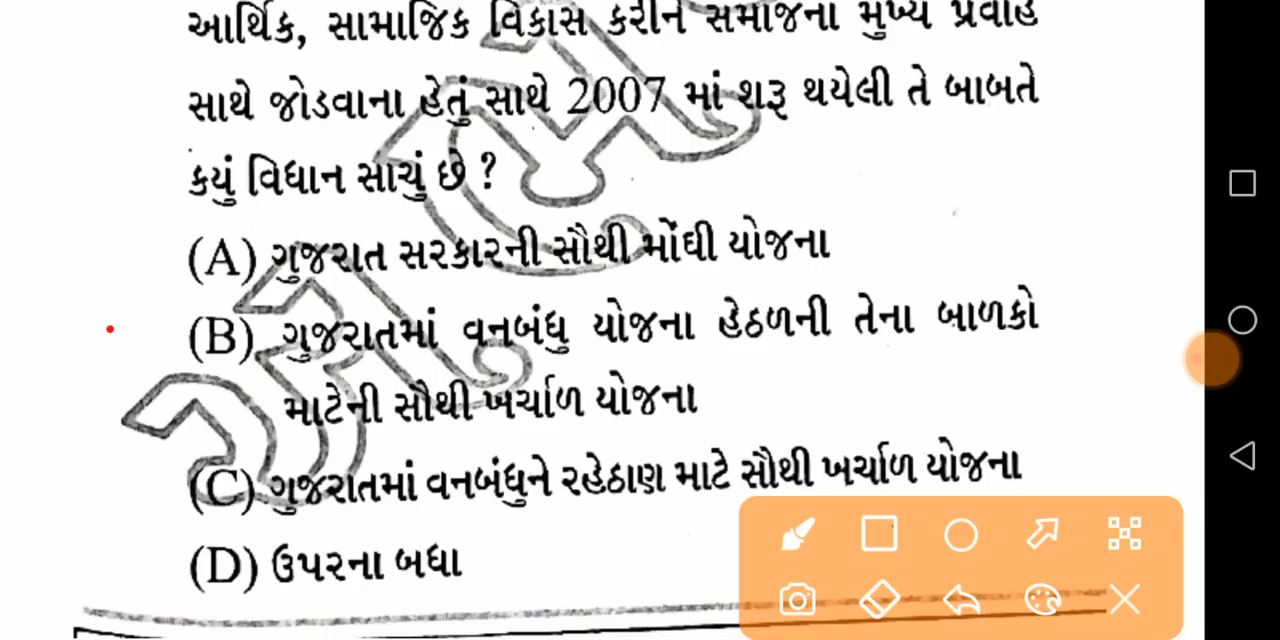 આર્થિક, સામાજિક વિકાસ કરીને સમાજના મુખ્ય પ્રવાહ
સાથે જોડવાના હેતું સાથે 2007 માં શરૂ થયેલી તે બાબતે
કયું વિધાન સાચું છે ?
(A) ગુજરાત સરકારની સૌથી મોંઘી યોજના
(B) ગુજરાતમાં વનબંધુ યોજના હેઠળની તેના બાળકો
માટેની સૌથી ખર્ચાળ યોજના
(C) ગુજરાતમાં વનબંધુને રહેઠાણ માટે સૌથી ખર્ચાળ યોજના
(D) ઉપરના બધા